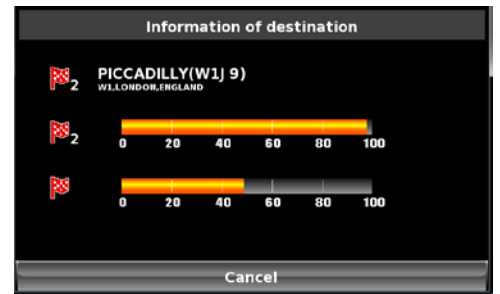 Information of destination
2 PICCADILLY(W1J 9)
W1,LONDON,ENGLAND
2
0 20 40 60 80 100
0 20 40 60 80 100
Cancel